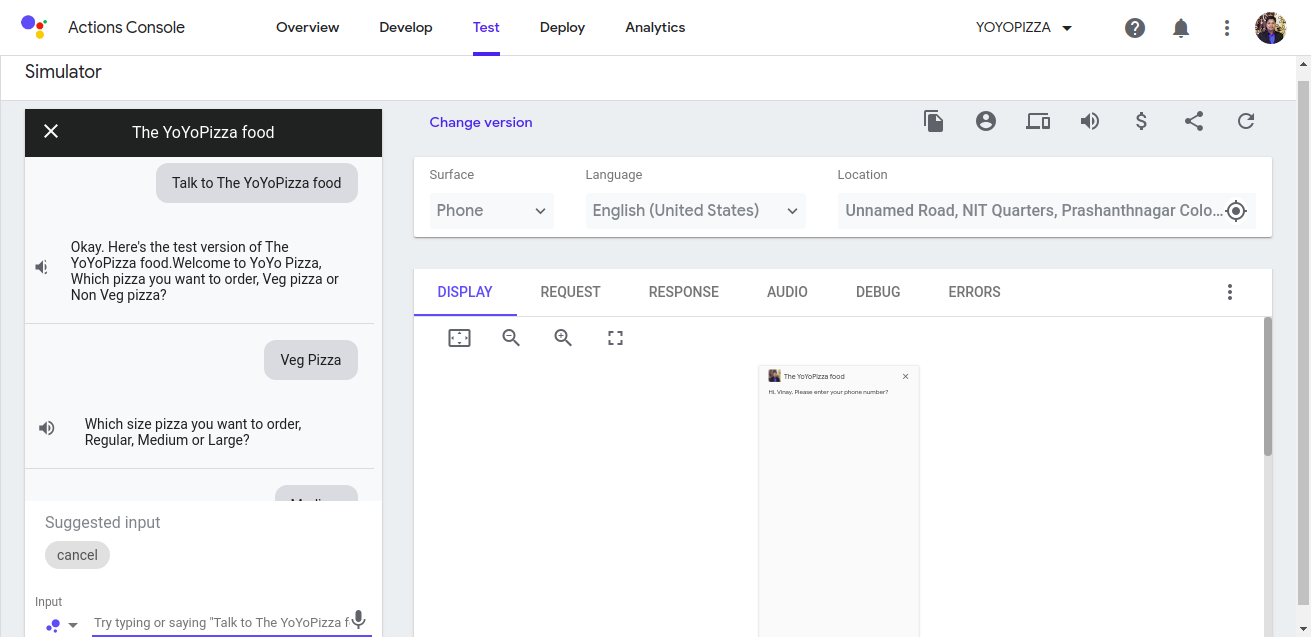 Actions Console
Overview
Develop
Test
Deploy
Analytics
YOYOPIZZA
Simulator
The YoYoPizza food
Talk to The YoYoPizza food
Okay. Here's the test version of The
YoYoPizza food.Welcome to YoYo Pizza,
Which pizza you want to order, Veg pizza or
Non Veg pizza?
Veg Pizza
Which size pizza you want to order,
Regular, Medium or Large?
Suggested input
cancel
Input
Try typing or saying "Talk to The YoYoPizza f
Change version
Surface
Language
Location
Phone
English (United States)
Unnamed Road, NIT Quarters, Prashanthnagar Colo...
DISPLAY
REQUEST
RESPONSE
AUDIO
DEBUG
ERRORS
The YoYoPizza food
Hi, Vinay, Please enter your phone number?